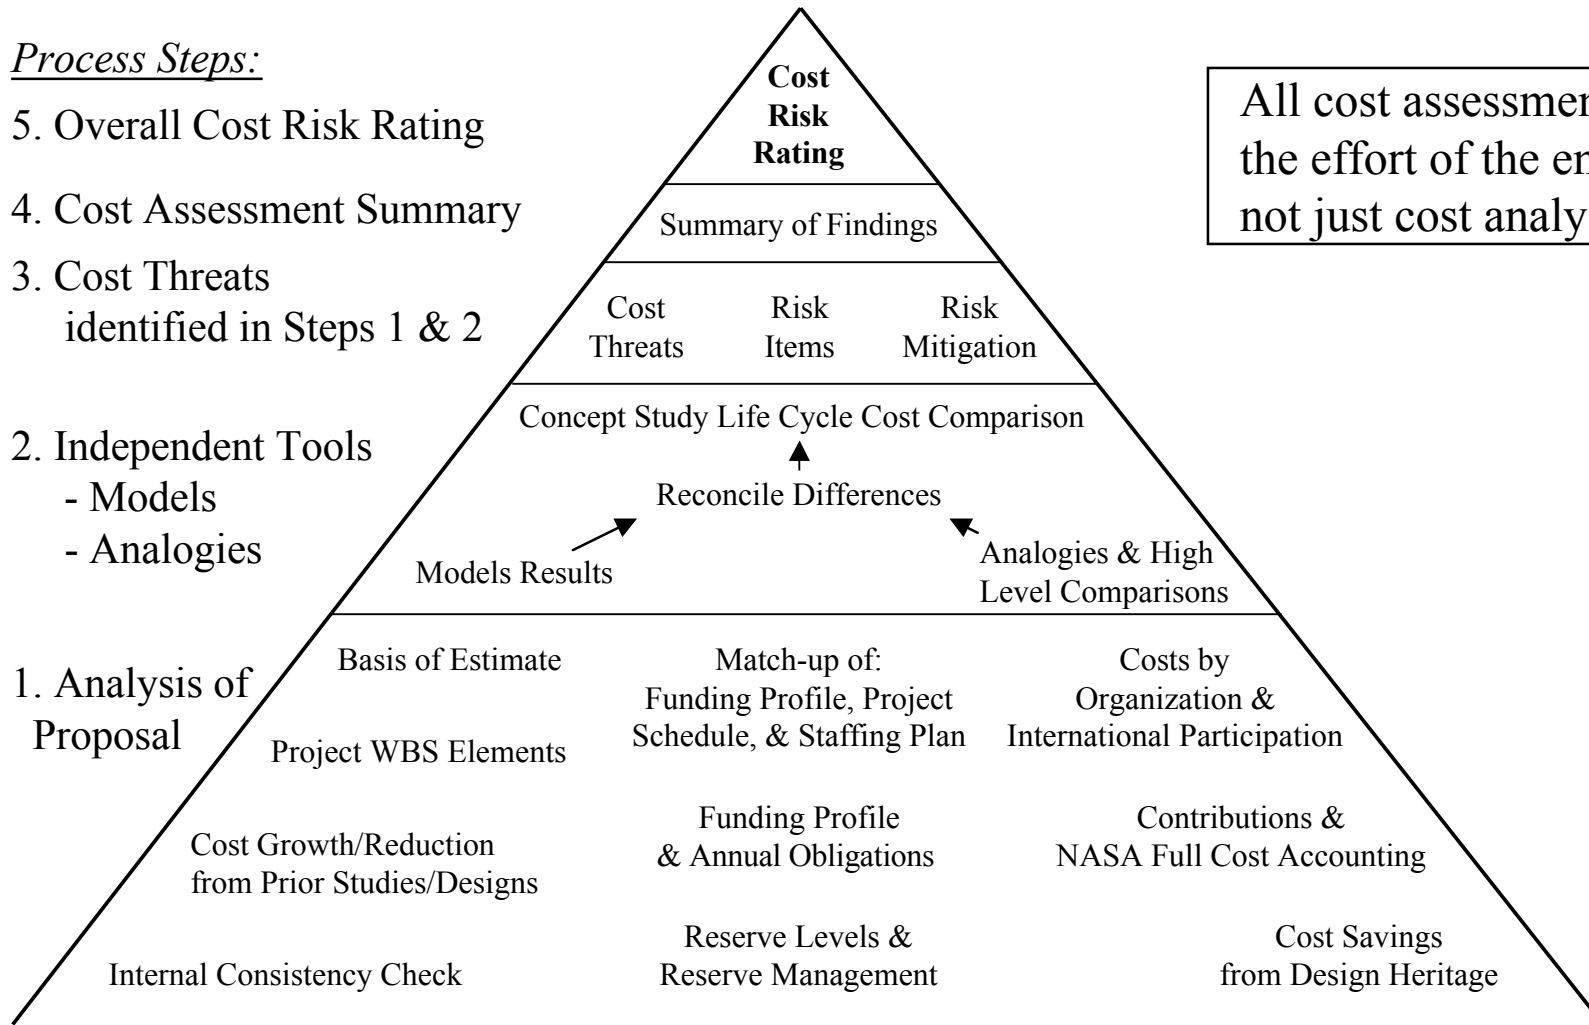 Process Steps:
5. Overall Cost Risk Rating
4. Cost Assessment Summary
3. Cost Threats
identified in Steps 1 & 2
2. Independent Tools
- Models
- Analogies
1. Analysis of
Proposal
Cost
Risk
Rating
Summary of Findings
Cost
Threats
Risk
Items
Risk
Mitigation
Concept Study Life Cycle Cost Comparison
Reconcile Differences
Models Results
Analogies & High
Level Comparisons
Basis of Estimate
Project WBS Elements
Cost Growth/Reduction
from Prior Studies/Designs
Internal Consistency Check
Match-up of:
Funding Profile, Project
Schedule, & Staffing Plan
Funding Profile
& Annual Obligations
Reserve Levels &
Reserve Management
Costs by
Organization &
International Participation
Contributions &
NASA Full Cost Accounting
Cost Savings
from Design Heritage
All cost
the effort of the
not just cost